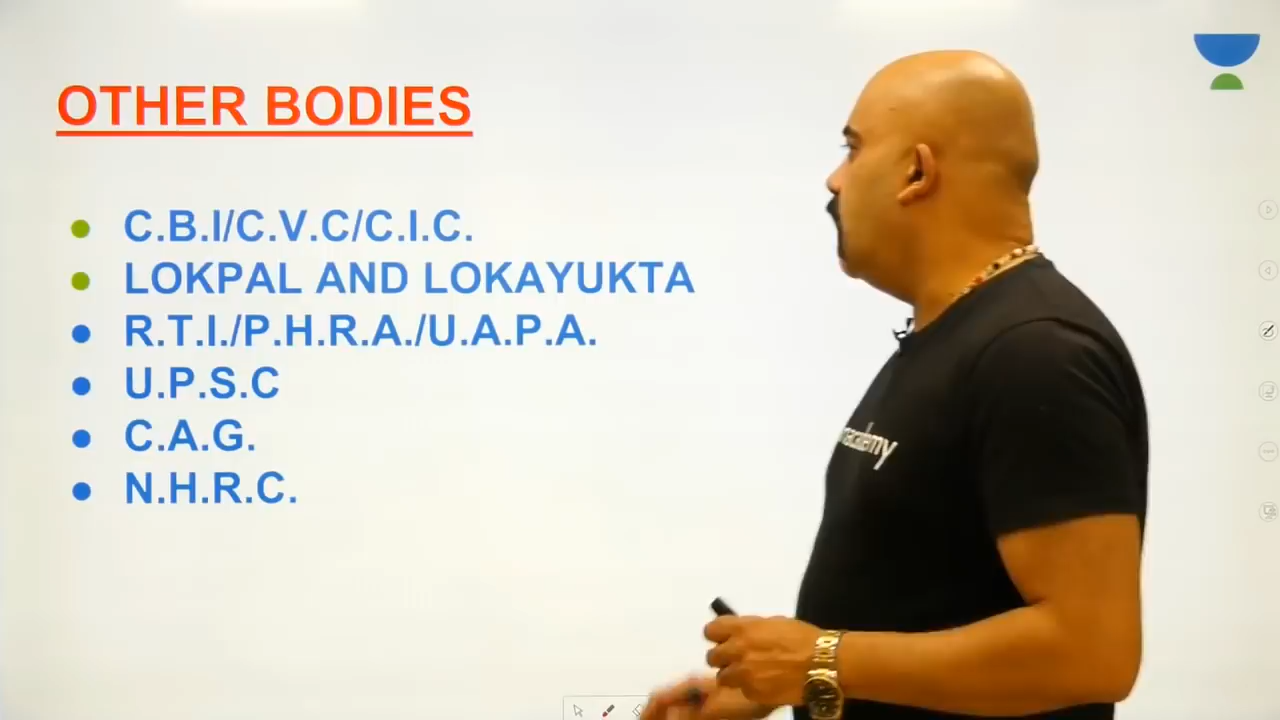 OTHER BODIES
C.B.I/C.V.C/C.I.C.
LOKPAL AND LOKAYUKTA
R.T.I./P.H.R.A./U.A.P.A.
U.P.S.C
C.A.G.
N.H.R.C.